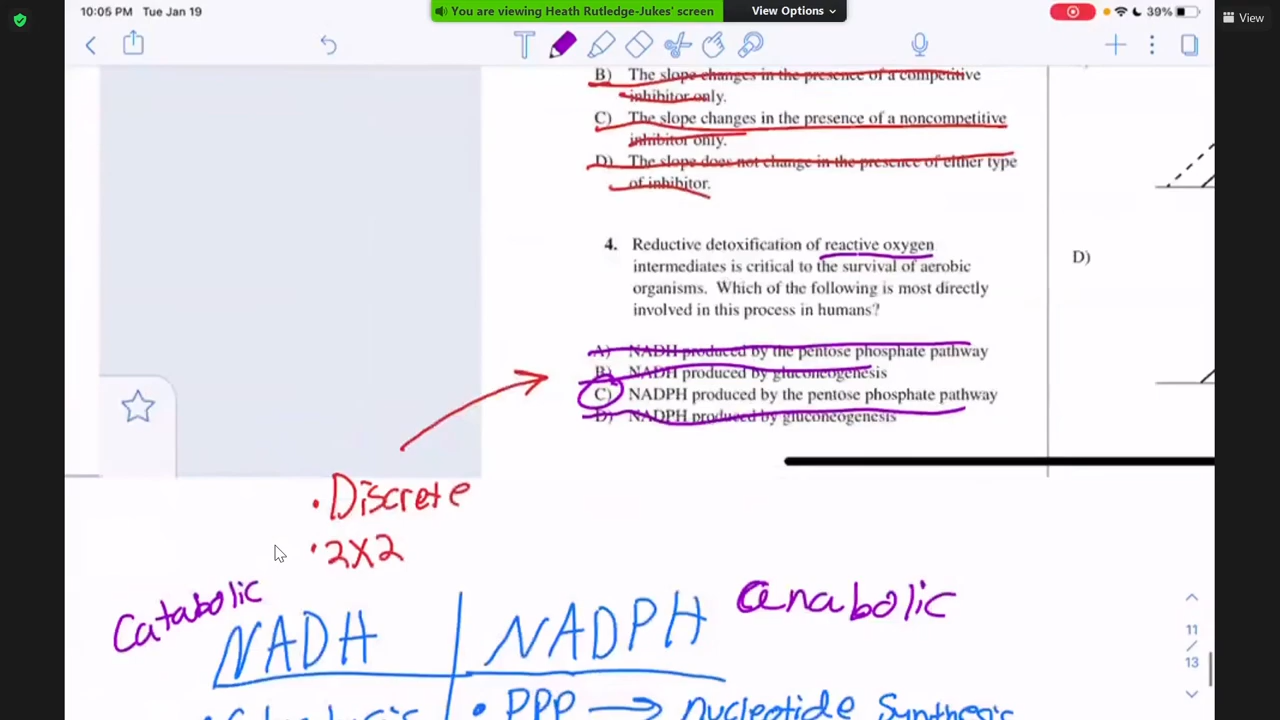 10:05 PM Tue Jan 19
You are viewing Heath Rutledge-Jukes' screen
View Options
39%
View
B) The slope changes in the presence of a competitive
inhibitor only.
C) The slope changes in the presence of a noncompetitive
inhibitor only.
D) The slope does not change in the presence of either type
of inhibitor.
4. Reductive detoxification of reactive oxygen
intermediates is critical to the survival of aerobic
organisms. Which of the following is most directly
involved in this process in humans?
A) NADH produced by the pentose phosphate pathway
B) NADH produced by gluconeogenesis
C) NADPH produced by the pentose phosphate pathway
D) NADPH produced by gluconeogenesis
D)
• Discrete
• 2X2
Catabolic
NADH
NADPH
anabolic
• PPP → nucleotide synthesis
11
/
13